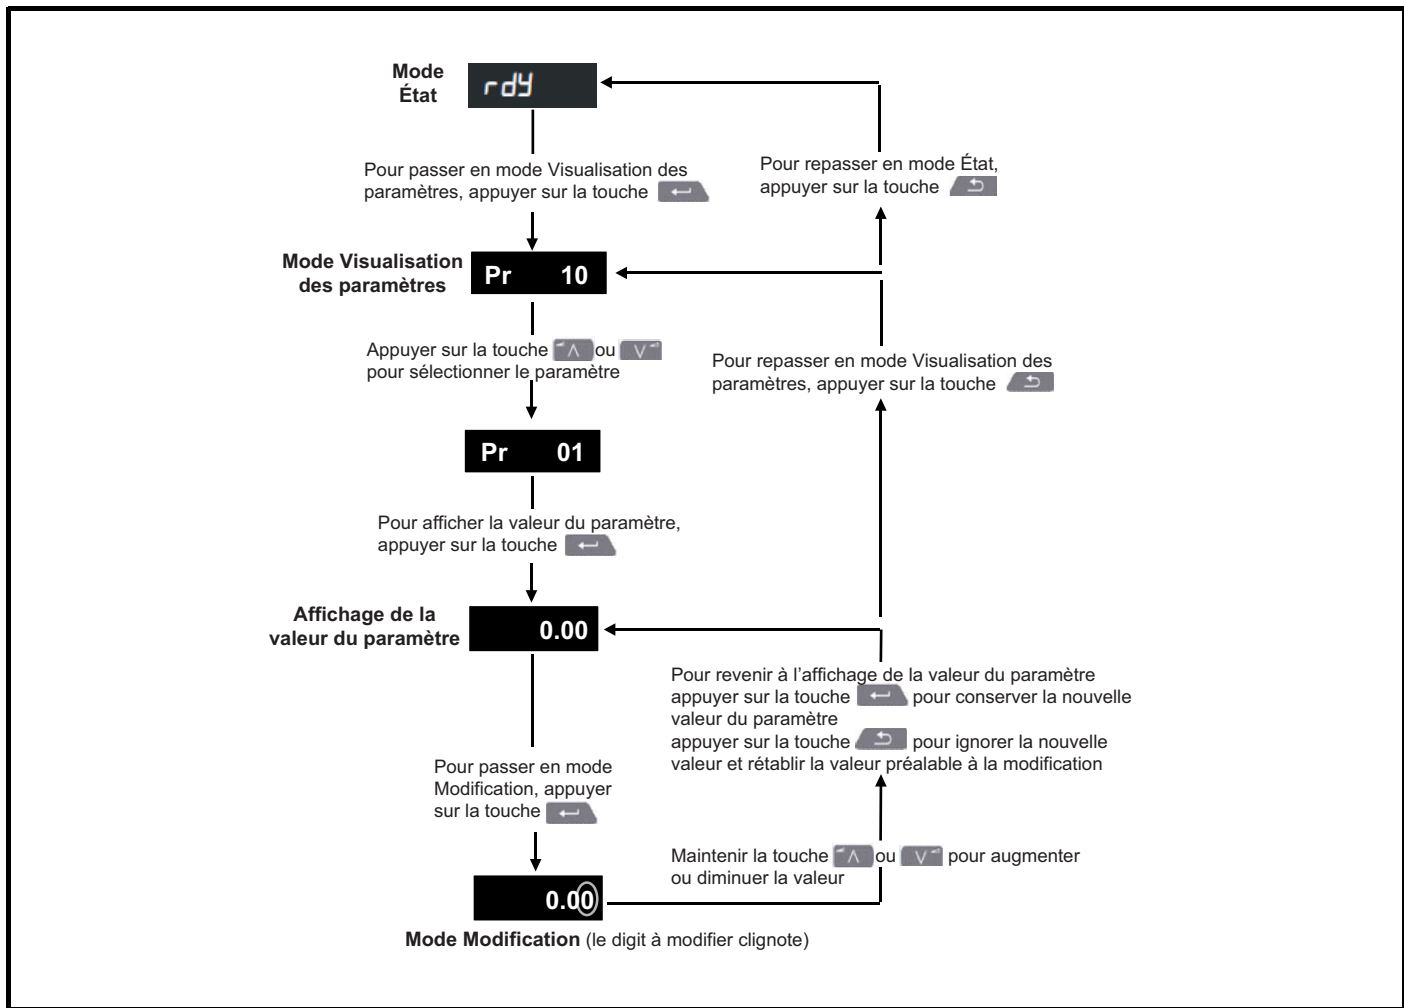 Mode
État
rdy
Pour passer en mode Visualisation des
paramètres, appuyer sur la touche
Pour repasser en mode État,
appuyer sur la touche
Mode Visualisation
des paramètres
Pr 10
Appuyer sur la touche ou
pour sélectionner le paramètre
Pour repasser en mode Visualisation des
paramètres, appuyer sur la touche
Pr 01
Pour afficher la valeur du paramètre,
appuyer sur la touche
Affichage de la
valeur du paramètre
0.00
Pour revenir à l’affichage de la valeur du paramètre
appuyer sur la touche pour conserver la nouvelle
valeur du paramètre
appuyer sur la touche pour ignorer la nouvelle
valeur et rétablir la valeur préalable à la modification
Pour passer en mode
Modification, appuyer
sur la touche
Maintenir la touche ou pour augmenter
ou diminuer la valeur
0.00
Mode Modification (le digit à modifier clignote)